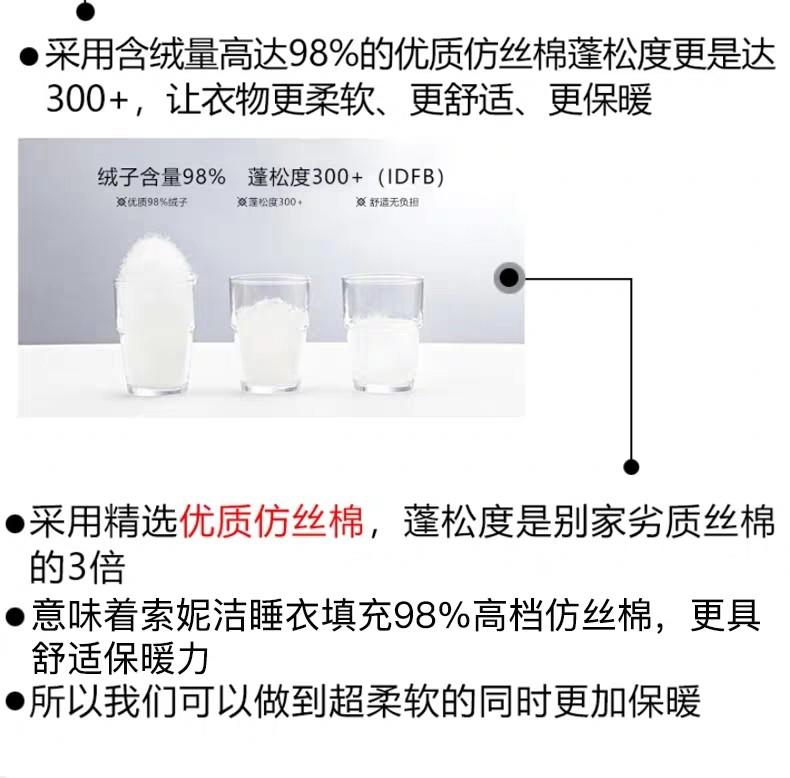 ●采用含绒量高达98%的优质仿丝棉蓬松度更是达
300+，让衣物更柔软、更舒适、更保暖
绒子含量98% 蓬松度300+（IDFB）
※优质98%绒子 ※蓬松度300+ ※ 舒适无负担
●采用精选优质仿丝棉，蓬松度是别家劣质丝棉
的3倍
●意味着索妮洁睡衣填充98%高档仿丝棉，更具
舒适保暖力
●所以我们可以做到超柔软的同时更加保暖